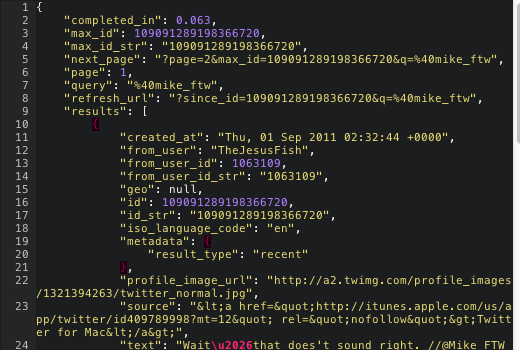 1 {
2 "completed_in": 0.063,
3 "max_id": 109091289198366720,
4 "max_id_str": "109091289198366720",
5 "next_page": "?page=2&max_id=109091289198366720&q=%40mike_ftw",
6 "page": 1,
7 "query": "%40mike_ftw",
8 "refresh_url": "?since_id=109091289198366720&q=%40mike_ftw",
9 "results": [
10 {
11 "created_at": "Thu, 01 Sep 2011 02:32:44 +0000",
12 "from_user": "TheJesusFish",
13 "from_user_id": 1063109,
14 "from_user_id_str": "1063109",
15 "geo": null,
16 "id": 109091289198366720,
17 "id_str": "109091289198366720",
18 "iso_language_code": "en",
19 "metadata": {
20 "result_type": "recent"
21 },
22 "profile_image_url": "http://a2.twimg.com/profile_images
/1321394263/twitter_normal.jpg",
23 "source": "&lt;a href=&quot;http://itunes.apple.com/us/a
pp/twitter/id409789998?mt=12&quot; rel=&quot;nofollow&quot;&gt;Twitt
er for Mac&lt;/a&gt;",
24 "text": "Wait\u2026that doesn't sound right. //@Mike_FTW